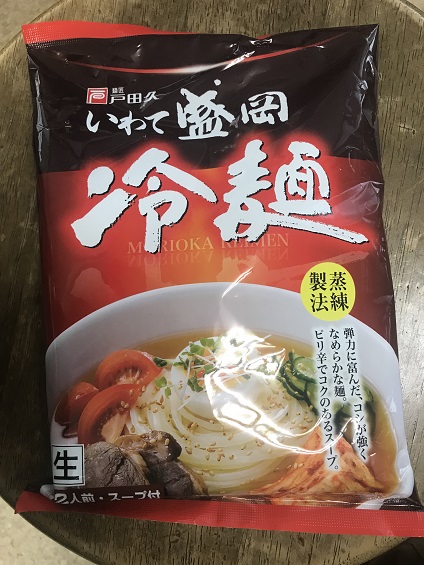 麺匠
戸田久
いわて盛岡
冷麺
MORIOKA REIMEN
蒸練
製法
弾力に富んだ、コシが強く
なめらかな麺。
ピリ辛でコクのあるスープ。
生
2人前・スープ付